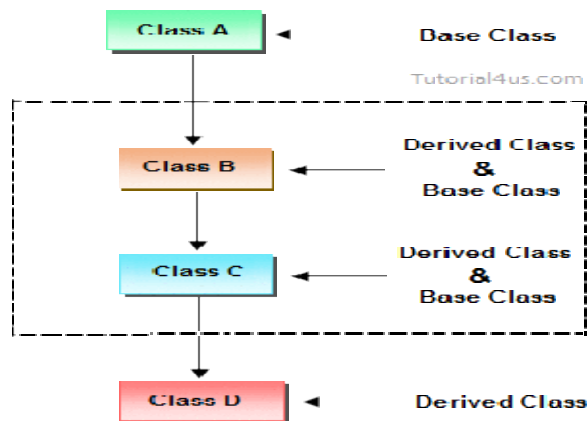 Class A
Base Class
Tutorial4us.com
Class B
Derived Class
&
Base Class
Class C
Derived Class
&
Base Class
Class D
Derived Class